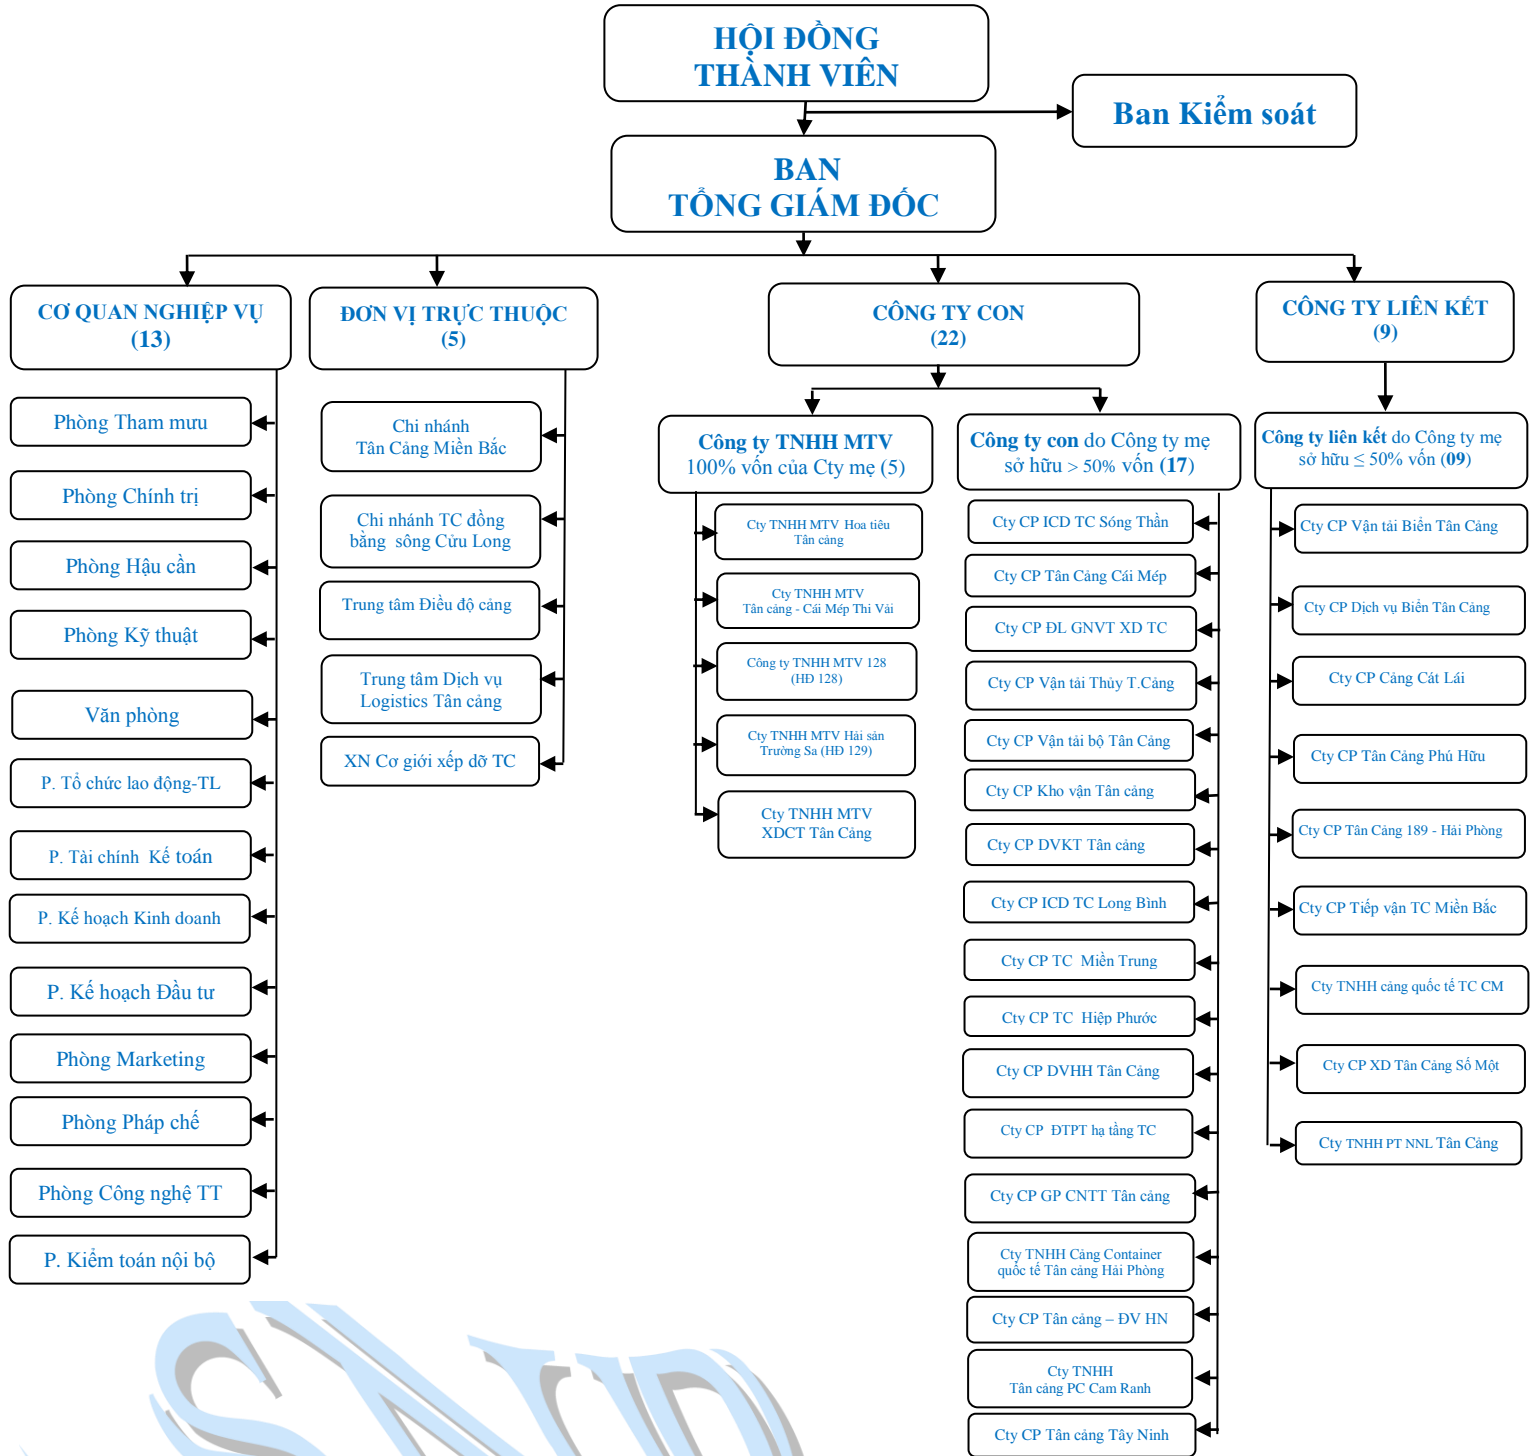 HỘI ĐỒNG
THÀNH VIÊN
Ban Kiểm soát
BAN
TỔNG GIÁM ĐỐC
CƠ QUAN NGHIỆP VỤ
(13)
Phòng Tham mưu
Phòng Chính trị
Phòng Hậu cần
Phòng Kỹ thuật
Văn phòng
P. Tổ chức lao động-TL
P. Tài chính Kế toán
P. Kế hoạch Kinh doanh
P. Kế hoạch Đầu tư
Phòng Marketing
Phòng Pháp chế
Phòng Công nghệ TT
P. Kiểm toán nội bộ
ĐƠN VỊ TRỰC THUỘC
(5)
Chi nhánh
Tân Cảng Miền Bắc
Chi nhánh TC đồng
bằng sông Cửu Long
Trung tâm Điều độ cảng
Trung tâm Dịch vụ
Logistics Tân cảng
XN Cơ giới xếp dỡ TC
CÔNG TY CON
(22)
Công ty TNHH MTV
100% vốn của Cty mẹ (5)
Cty TNHH MTV Hoa tiêu
Tân cảng
Cty TNHH MTV
Tân cảng - Cái Mép Thị Vải
Công ty TNHH MTV 128
(HĐ 128)
Cty TNHH MTV Hải sản
Trường Sa (HĐ 129)
Cty TNHH MTV
XDCT Tân Cảng
Công ty con do Công ty mẹ
sở hữu > 50% vốn (17)
Cty CP ICD TC Sóng Thần
Cty CP Tân Cảng Cái Mép
Cty CP ĐL GNVT XD TC
Cty CP Vận tải Thủy T.Cảng
Cty CP Vận tải bộ Tân Cảng
Cty CP Kho vận Tân cảng
Cty CP DVKT Tân cảng
Cty CP ICD TC Long Bình
Cty CP TC Miền Trung
Cty CP TC Hiệp Phước
Cty CP DVHH Tân Cảng
Cty CP ĐTPT hạ tầng TC
Cty CP GP CNTT Tân cảng
Cty TNHH Cảng Container
quốc tế Tân cảng Hải Phòng
Cty CP Tân cảng – ĐV HN
Cty TNHH
Tân cảng PC Cam Ranh
Cty CP Tân cảng Tây Ninh
CÔNG TY LIÊN KẾT
(9)
Công ty liên kết do Công ty mẹ
sở hữu ≤ 50% vốn (09)
Cty CP Vận tải Biển Tân Cảng
Cty CP Dịch vụ Biển Tân Cảng
Cty CP Cảng Cát Lái
Cty CP Tân Cảng Phú Hữu
Cty CP Tân Cảng 189 - Hải Phòng
Cty CP Tiếp vận TC Miền Bắc
Cty TNHH cảng quốc tế TC CM
Cty CP XD Tân Cảng Số Một
Cty TNHH PT NNL Tân Cảng
SNP